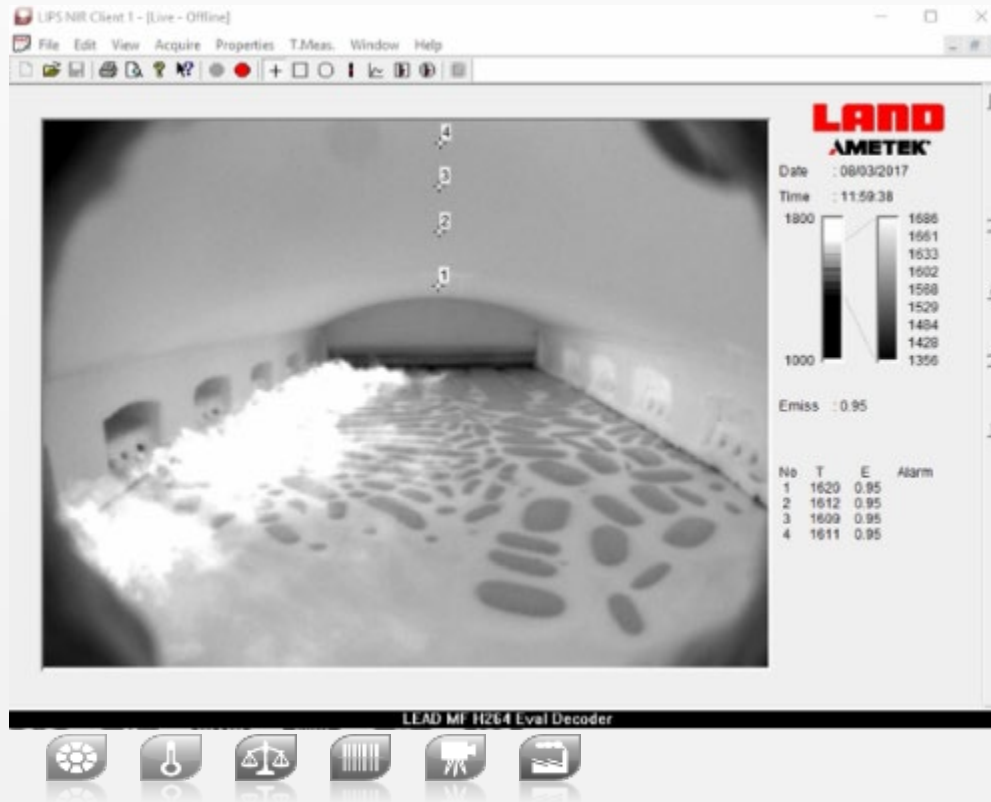 LIPS NIR Client 1 - [Live - Offline]
File Edit View Acquire Properties T.Meas. Window Help
LAND
AMETEK
Date : 08/03/2017
Time : 11:59:38
1800
1000
1686
1651
1633
1602
1568
1529
1484
1428
1356
Emiss : 0.95
No T E Alarm
1 1620 0.95
2 1612 0.95
3 1609 0.95
4 1611 0.95
4
3
2
1
LEAD MF H264 Eval Decoder